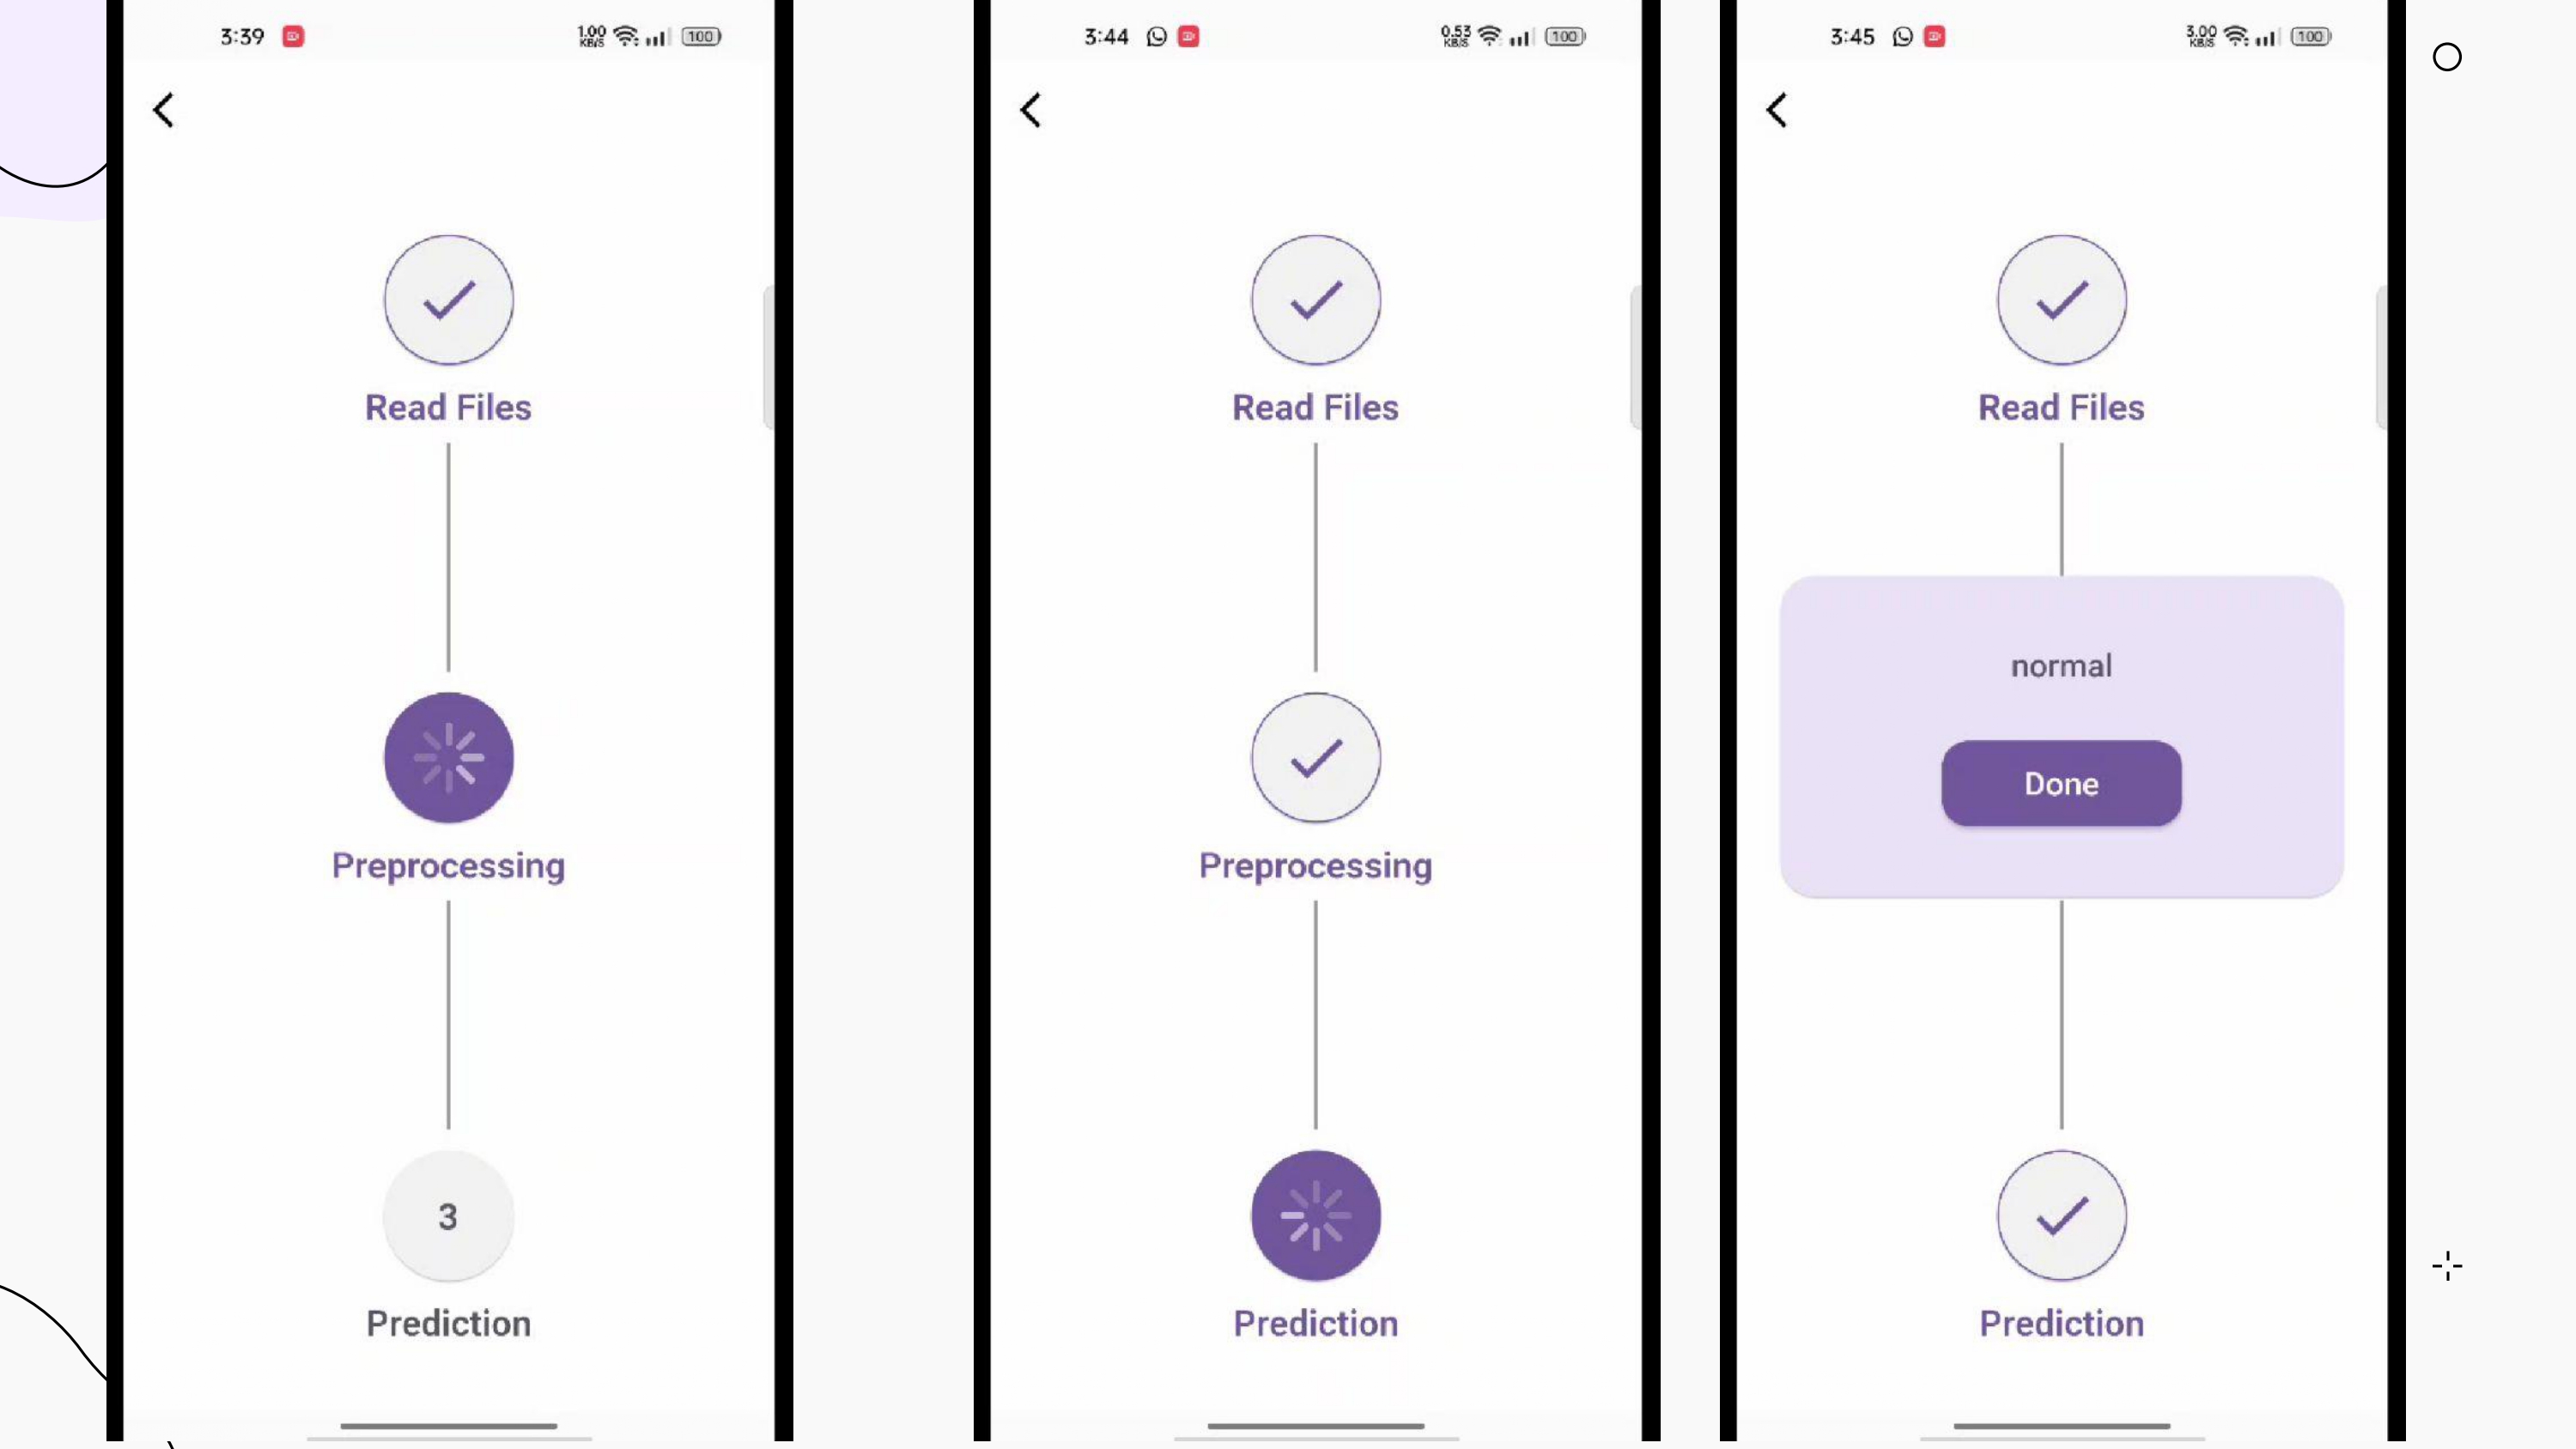 3:39
1.00
KB/S
100
Read Files
Preprocessing
3
Prediction
3:44
0.53
KB/S
100
Read Files
Preprocessing
Prediction
3:45
3.00
KB/S
100
Read Files
normal
Done
Prediction